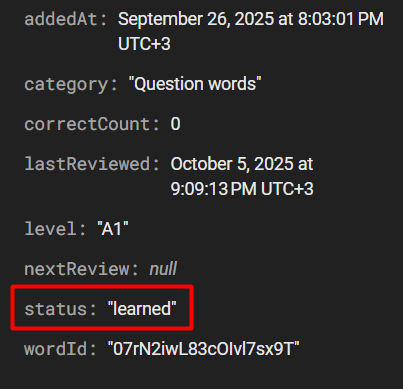 addedAt: September 26, 2025 at 8:03:01 PM
UTC+3
category: "Question words"
correctCount: 0
lastReviewed: October 5, 2025 at
9:09:13 PM UTC+3
level: "A1"
nextReview: null
status: "learned"
wordId: "07rN2iwL83cOIvl7sx9T"